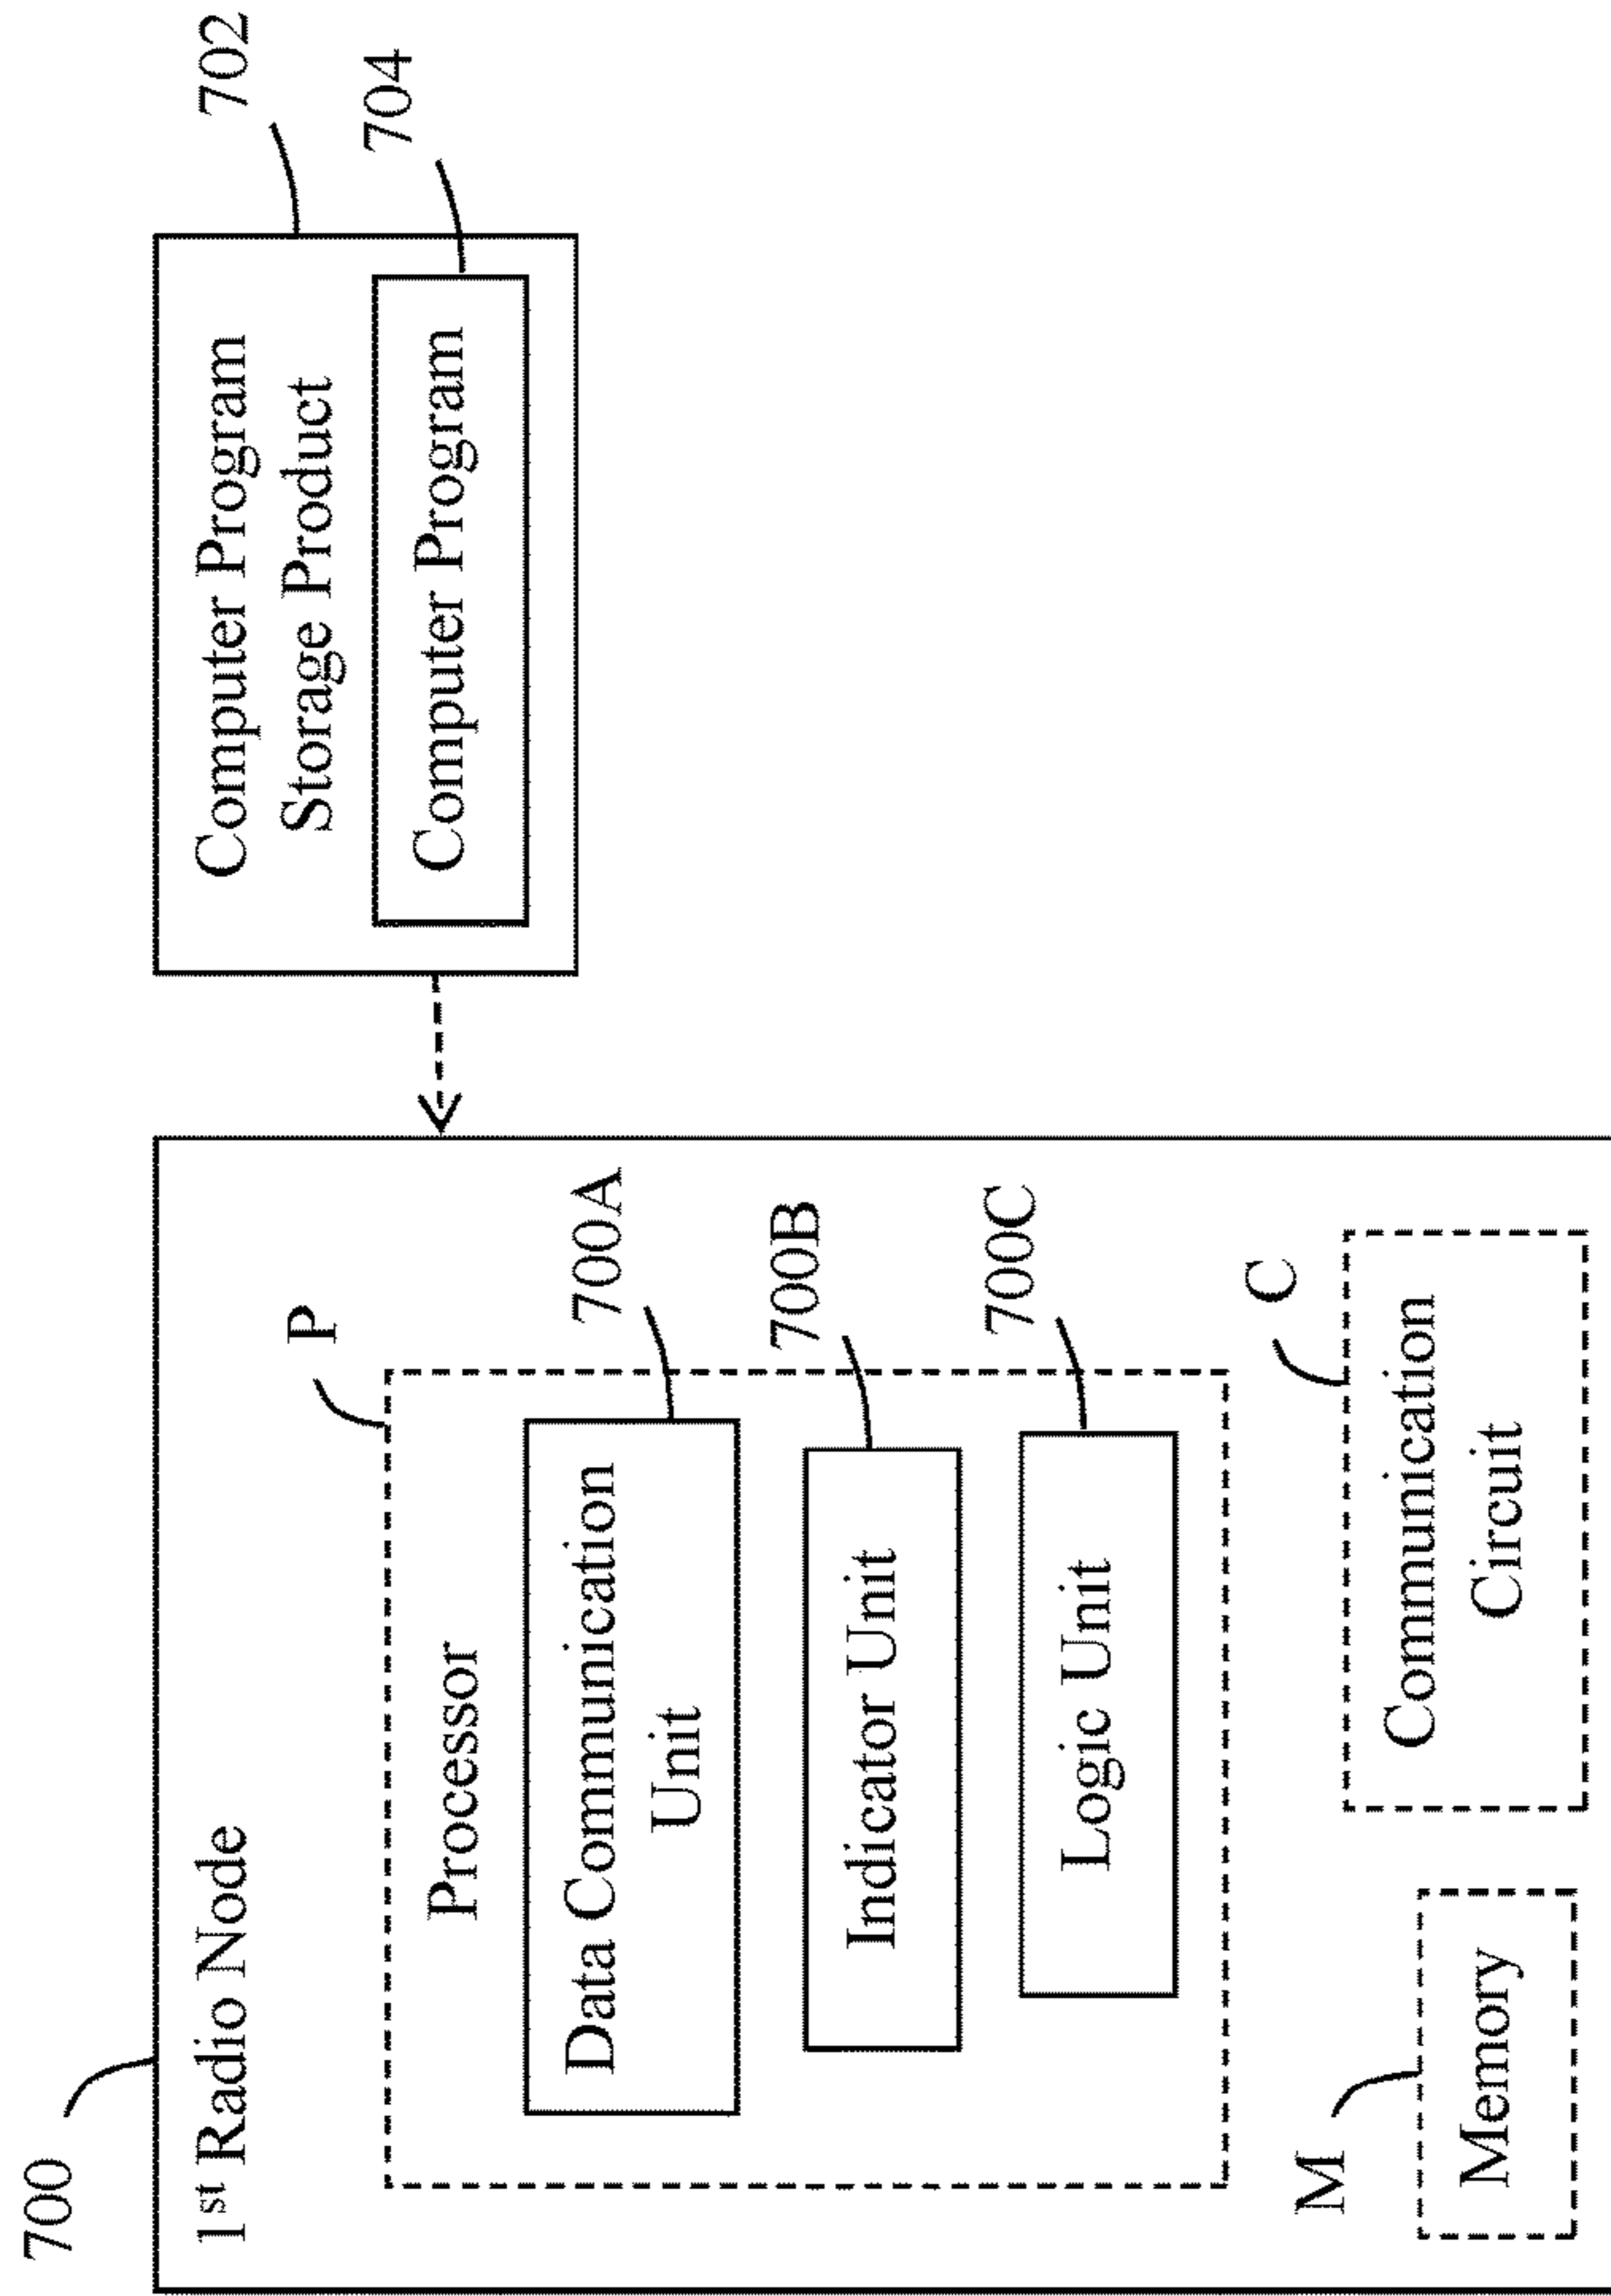 700
1st Radio Node
P
Processor
700A
Data Communication
Unit
700B
Indicator Unit
700C
Logic Unit
M
Memory
C
Communication
Circuit
702
Computer Program
Storage Product
704
Computer Program